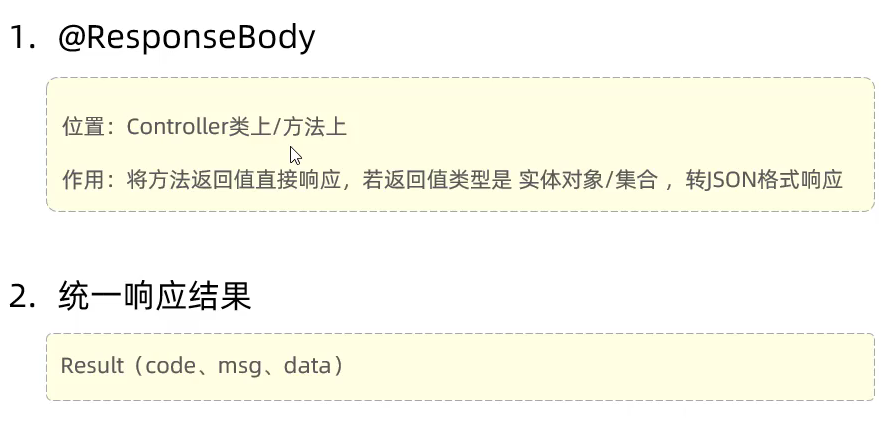 1. @ResponseBody
位置：Controller类上/方法上
作用：将方法返回值直接响应，若返回值类型是 实体对象/集合 ，转JSON格式响应
2. 统一响应结果
Result（code、msg、data）